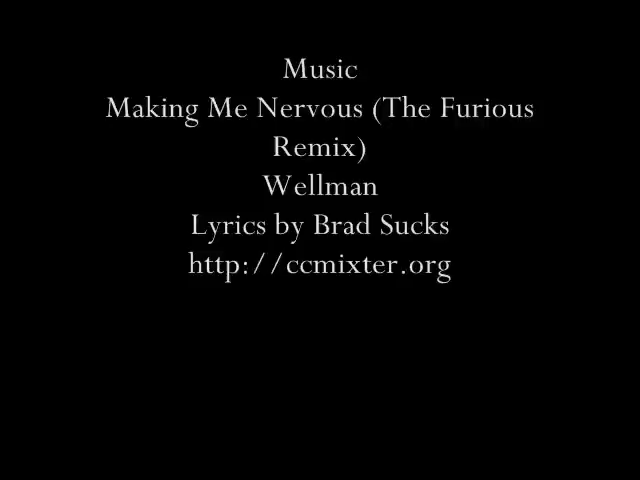 Music
Making Me Nervous (The Furious
Remix)
Wellman
Lyrics by Brad Sucks
http://ccmixter.org